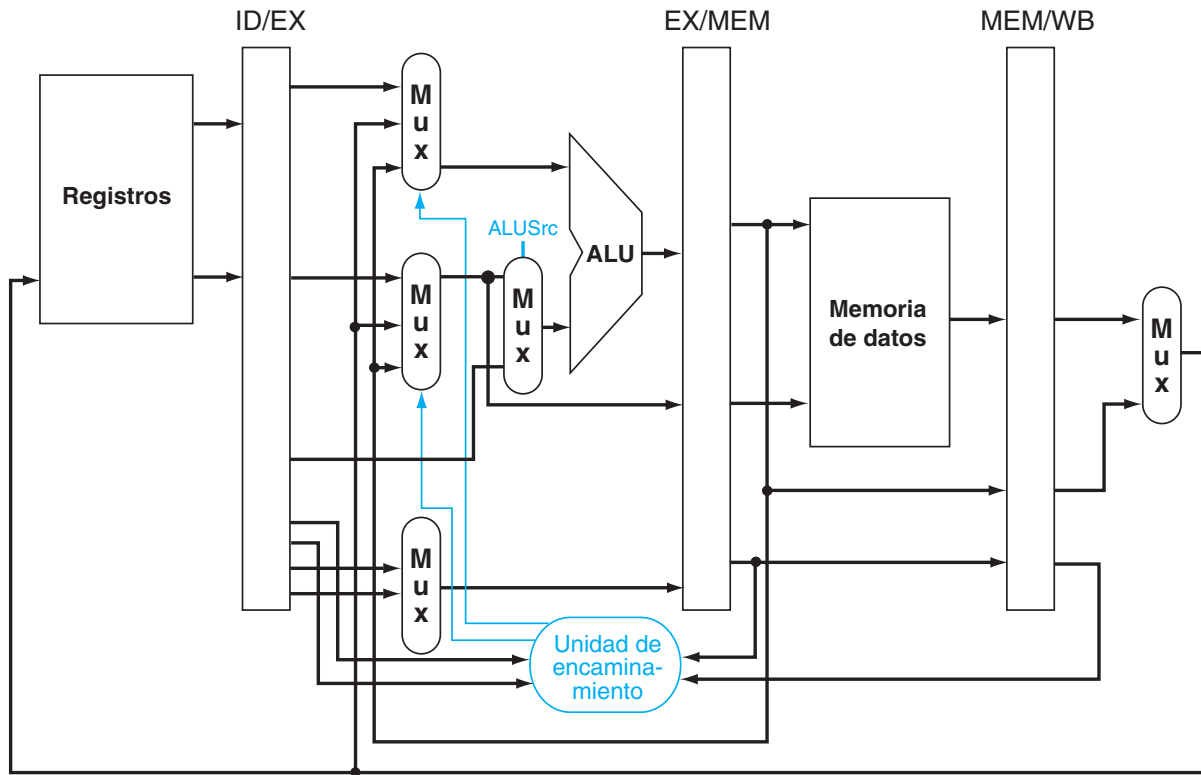 ID/EX
EX/MEM
MEM/WB
M
u
x
Registros
ALUSrc
ALU
M
u
x
M
u
x
Memoria
de datos
M
u
x
M
u
x
Unidad de
encamina-
miento